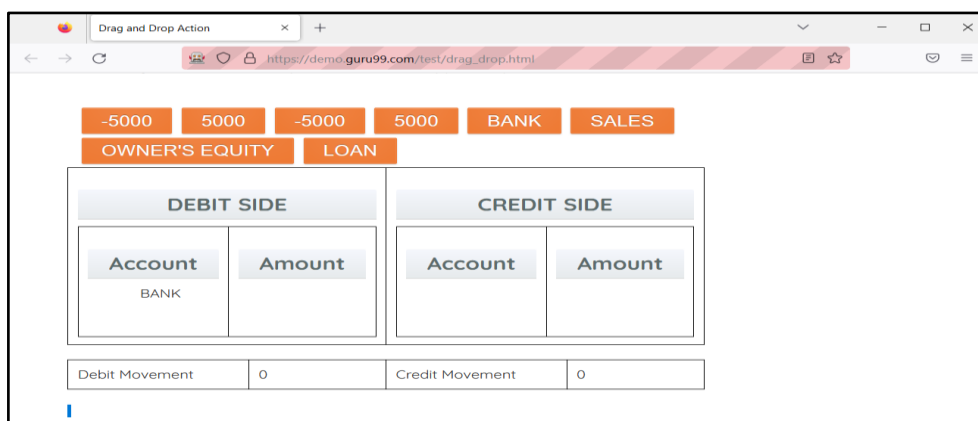 Drag and Drop Action
https://demo.guru99.com/test/drag_drop.html
-5000 5000 -5000 5000 BANK SALES
OWNER'S EQUITY LOAN
DEBIT SIDE CREDIT SIDE
Account Amount Account Amount
BANK
Debit Movement 0 Credit Movement 0